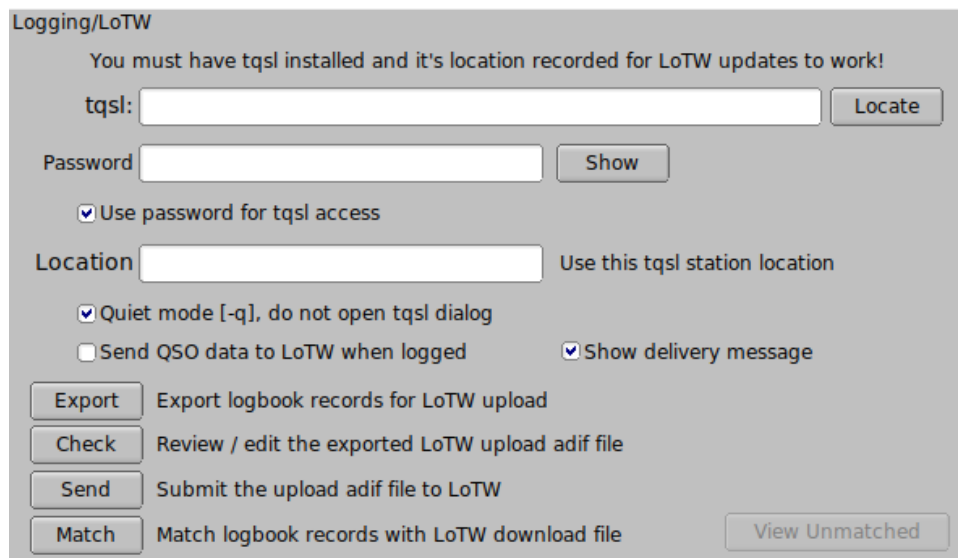 Logging/LoTW
You must have tqsl installed and it's location recorded for LoTW updates to work!
tqsl: Locate
Password Show
Use password for tqsl access
Location Use this tqsl station location
Quiet mode [-q], do not open tqsl dialog
Send QSO data to LoTW when logged Show delivery message
Export Export logbook records for LoTW upload
Check Review / edit the exported LoTW upload adif file
Send Submit the upload adif file to LoTW
Match Match logbook records with LoTW download file View Unmatched